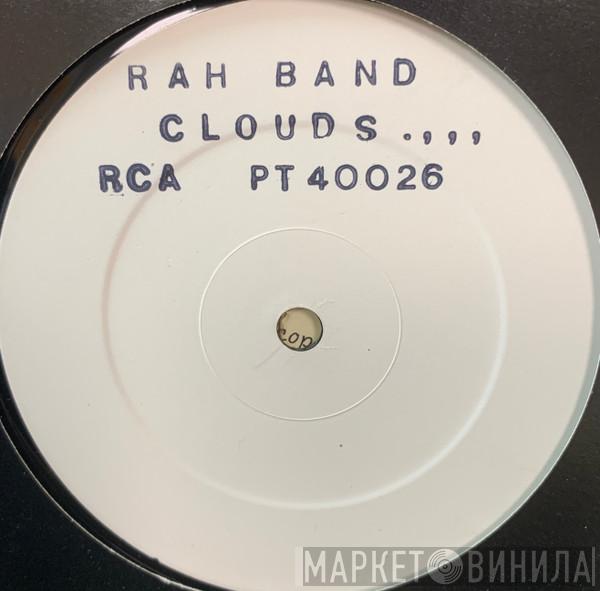 RAH BAND
CLOUDS.,,,
RCA PT40026
МАРКЕТ ВИНИЛА